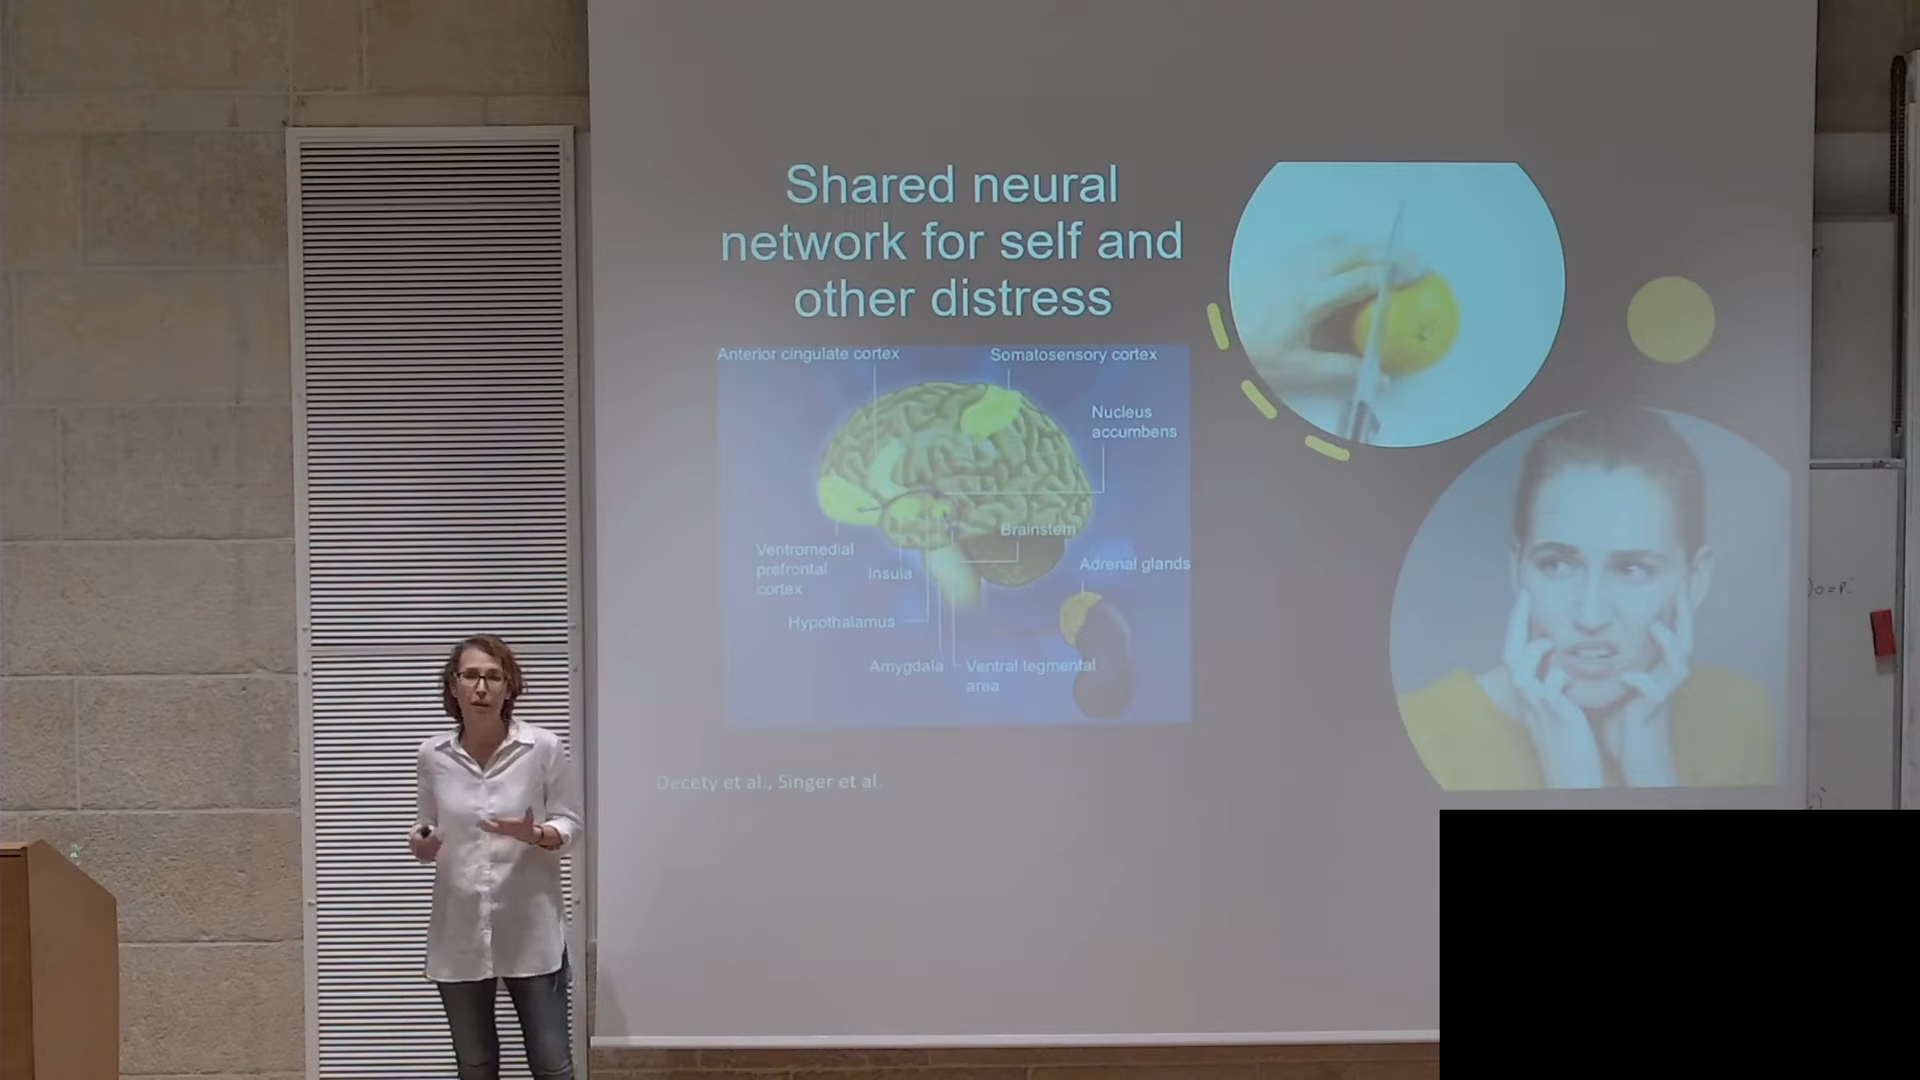 Shared neural
network for self and
other distress
Anterior cingulate cortex
Somatosensory cortex
Nucleus
accumbens
Brainstem
Ventromedial
prefrontal
cortex
Insula
Adrenal glands
Hypothalamus
Amygdala
Ventral tegmental
area
Decety et al., Singer et al.